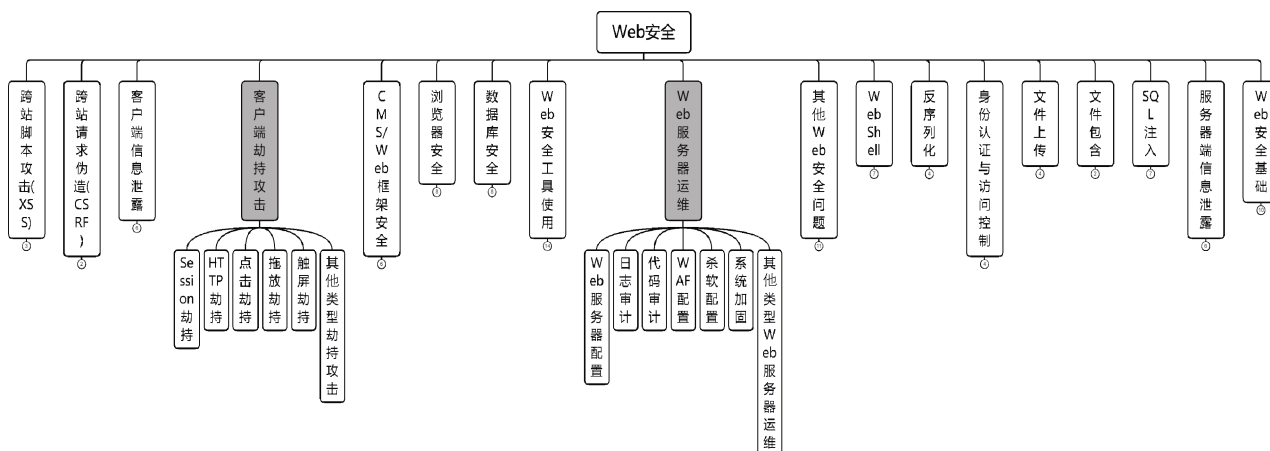 Web安全
跨站脚本攻击(XSS)
跨站请求伪造(CSRF)
客户端信息泄露
客户端劫持攻击
CMS/Web框架安全
浏览器安全
数据库安全
Web安全工具使用
Web服务器运维
其他Web安全问题
WebShell
反序列化
身份认证与访问控制
文件上传
文件包含
SQL注入
服务器端信息泄露
Web安全基础
Session劫持
HTTP劫持
点击劫持
拖放劫持
触屏劫持
其他类型劫持攻击
Web服务器配置
日志审计
代码审计
WAF配置
杀软配置
系统加固
其他类型Web服务器运维